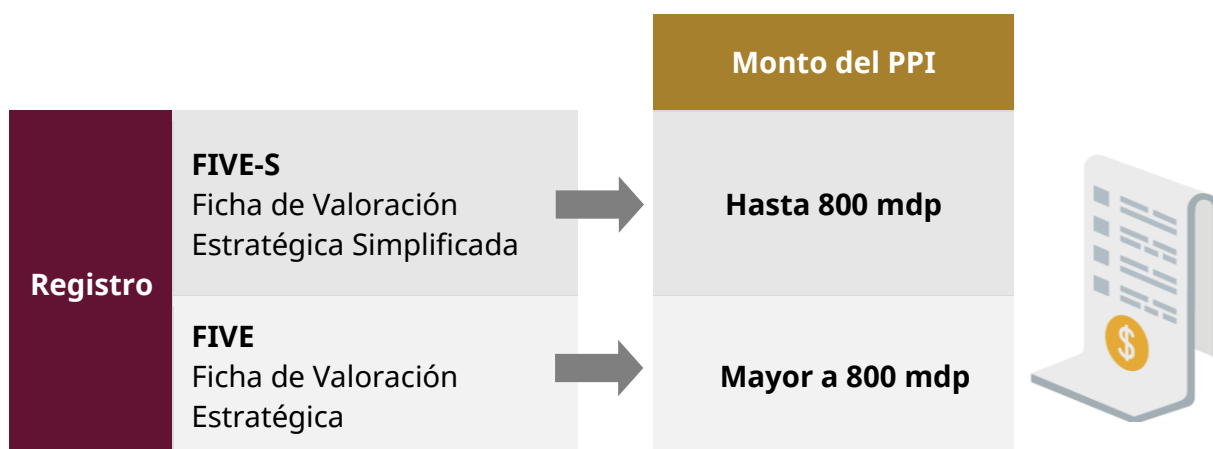 Monto del PPI
Registro
FIVE-S
Ficha de Valoración
Estratégica Simplificada
Hasta 800 mdp
FIVE
Ficha de Valoración
Estratégica
Mayor a 800 mdp
$